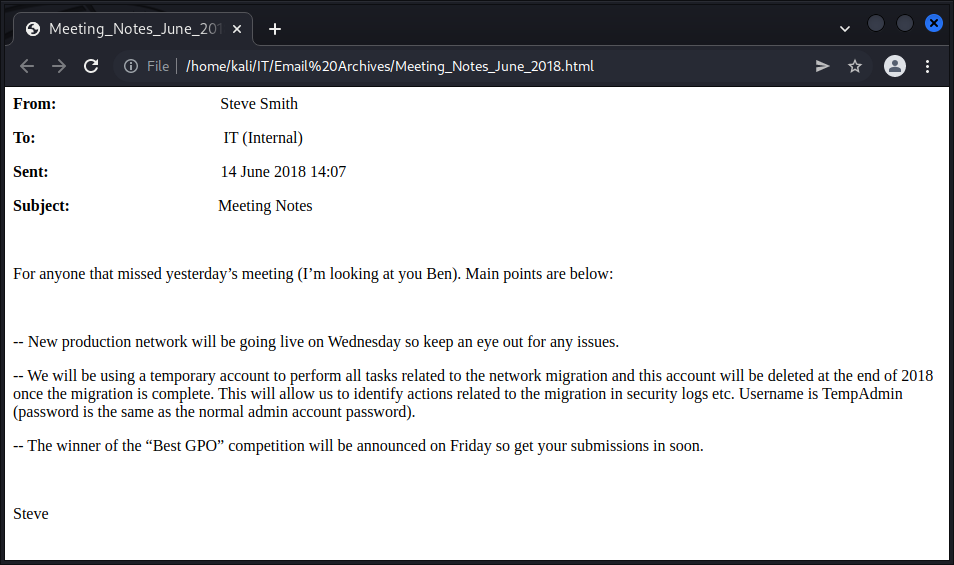 Meeting_Notes_June_201
File /home/kali/IT/Email%20Archives/Meeting_Notes_June_2018.html
From: Steve Smith
To: IT (Internal)
Sent: 14 June 2018 14:07
Subject: Meeting Notes
For anyone that missed yesterday’s meeting (I’m looking at you Ben). Main points are below:
-- New production network will be going live on Wednesday so keep an eye out for any issues.
-- We will be using a temporary account to perform all tasks related to the network migration and this account will be deleted at the end of 2018
once the migration is complete. This will allow us to identify actions related to the migration in security logs etc. Username is TempAdmin
(password is the same as the normal admin account password).
-- The winner of the “Best GPO” competition will be announced on Friday so get your submissions in soon.
Steve